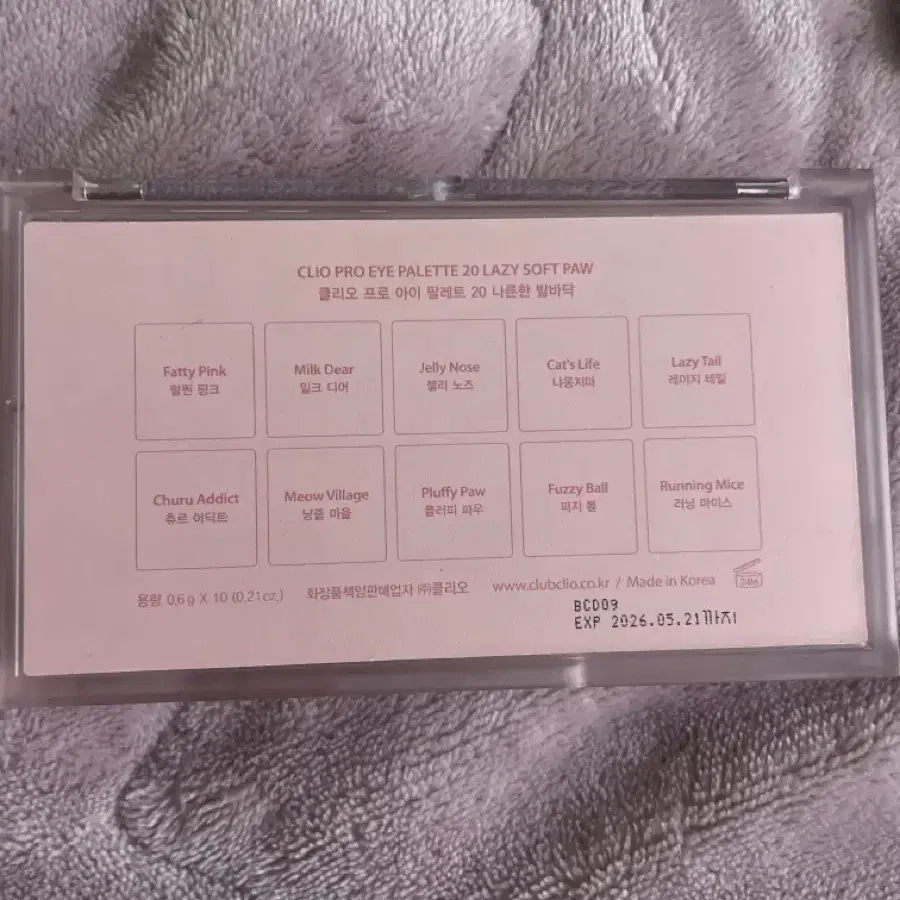 CLIO PRO EYE PALETTE 20 LAZY SOFT PAW
클리오 프로 아이 팔레트 20 나른한 발바닥
Fatty Pink
팻띠 핑크
Milk Dear
밀크 디어
Jelly Nose
젤리 노즈
Cat's Life
나옹지마
Lazy Tail
레이지 테일
Churu Addict
츄르 어딕트
Meow Village
냥줍 마을
Pluffy Paw
플러피 파우
Fuzzy Ball
퍼지 볼
Running Mice
러닝 마이스
용량 0.6 g X 10 (0.21oz.) 화장품책임판매업자 ㈜클리오 www.clubclio.co.kr / Made in Korea 24M
BCD09
EXP 2026.05.21까지